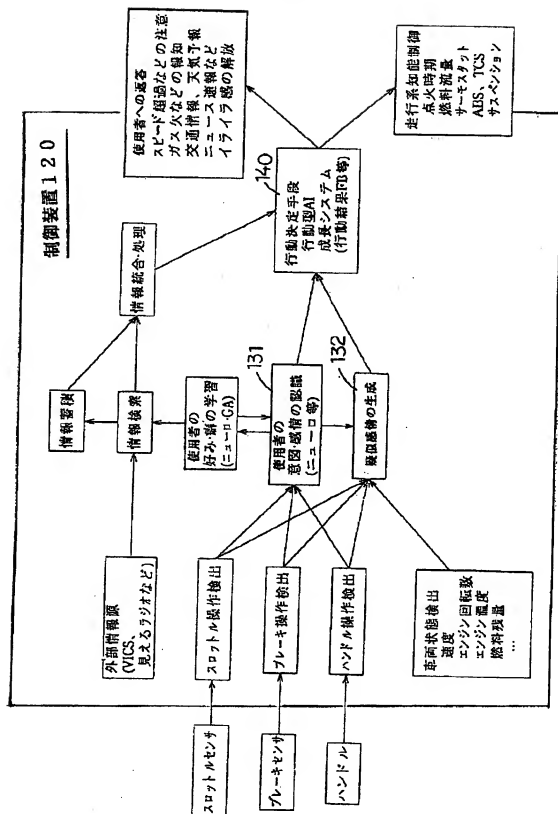 制御装置120
スロットルセンサ
ブレーキセンサ
ハンドル
外部情報源
(VICS、
見えるラジオなど)
スロットル操作検出
ブレーキ操作検出
ハンドル操作検出
車両状態検出
速度
エンジン回転数
エンジン温度
燃料残量
...
情報蓄積
情報検索
使用者の
好み・癖の学習
(ニューロ・GA)
131
使用者の
意図・感情の認識
(ニューロ等)
132
疑似感情の生成
情報統合・処理
140
行動決定手段
行動型AI
成長システム
(行動結果FB等)
使用者への返答
スピード超過などの注意
ガス欠などの報知
交通情報、天気予報
ニュース速報など
イライラ感の解放
走行系知能制御
点火時期
燃料流量
サーモスタット
ABS、TCS
サスペンション